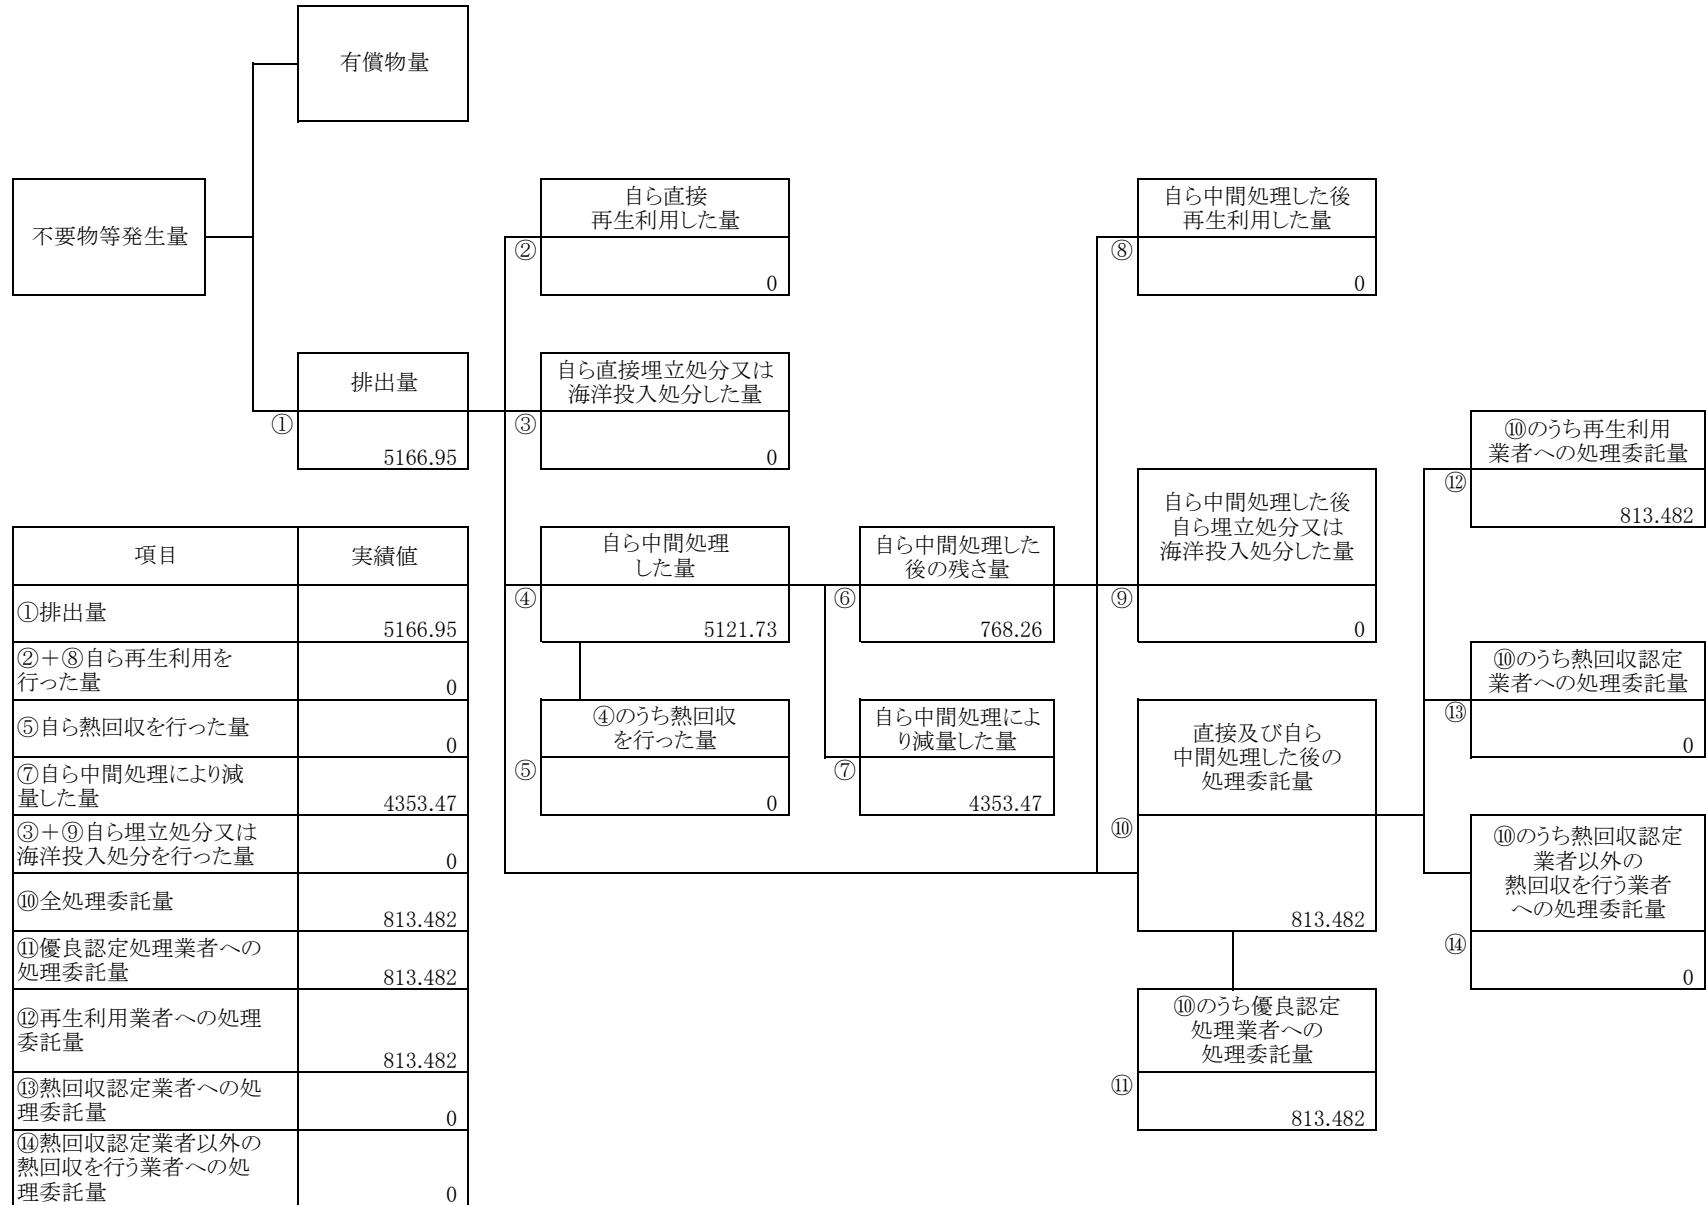 有償物量
不要物等発生量
自ら直接
再生利用した量
②
0
自ら中間処理した後
再生利用した量
⑧
0
排出量
①
5166.95
自ら直接埋立処分又は
海洋投入処分した量
③
0
⑩のうち再生利用
業者への処理委託量
⑫
813.482
自ら中間処理した後
自ら埋立処分又は
海洋投入処分した量
⑨
0
自ら中間処理
した量
④
5121.73
自ら中間処理した
後の残さ量
⑥
768.26
⑩のうち熱回収認定
業者への処理委託量
⑬
0
④のうち熱回収
を行った量
⑤
0
自ら中間処理によ
り減量した量
⑦
4353.47
直接及び自ら
中間処理した後の
処理委託量
⑩
813.482
⑩のうち熱回収認定
業者以外の
熱回収を行う業者
への処理委託量
⑭
0
⑩のうち優良認定
処理業者への
処理委託量
⑪
813.482
項目 実績値
①排出量
5166.95
②+⑧自ら再生利用を
行った量
0
⑤自ら熱回収を行った量
0
⑦自ら中間処理により減
量した量
4353.47
③+⑨自ら埋立処分又は
海洋投入処分を行った量
0
⑩全処理委託量
813.482
⑪優良認定処理業者への
処理委託量
813.482
⑫再生利用業者への処理
委託量
813.482
⑬熱回収認定業者への処
理委託量
0
⑭熱回収認定業者以外の
熱回収を行う業者への処
理委託量
0